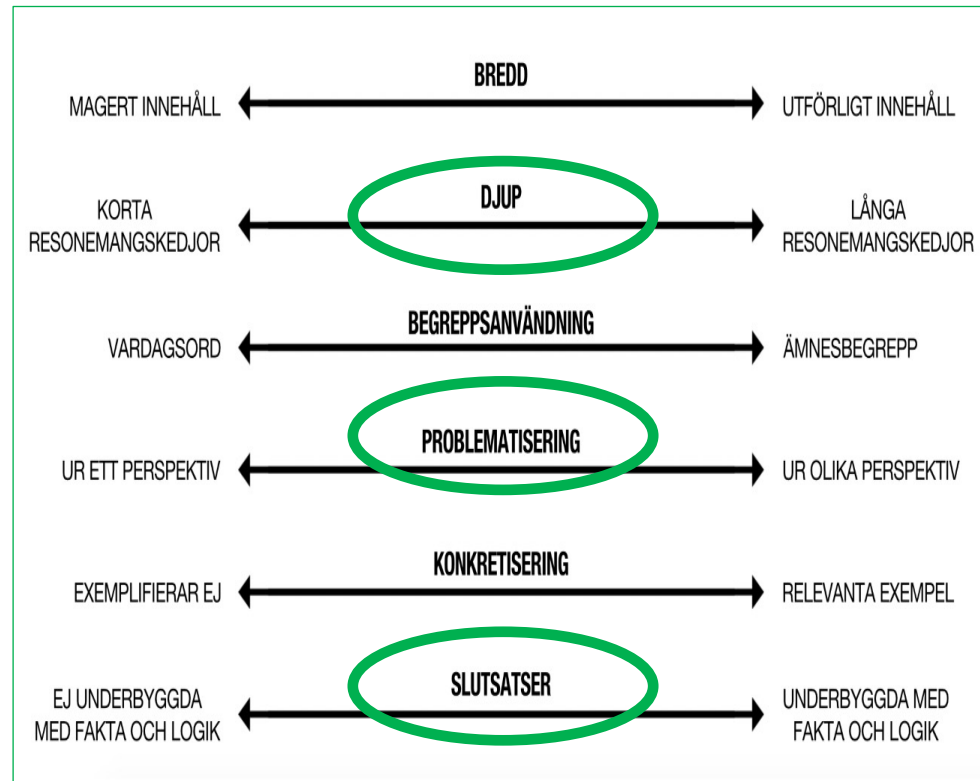 BREDD
MAGERT INNEHÅLL
UTFÖRLIGT INNEHÅLL
DJUP
KORTA
RESONEMANGSKEDJOR
LÅNGA
RESONEMANGSKEDJOR
BEGREPPSANVÄNDNING
VARDAGSORD
ÄMNESBEGREPP
PROBLEMATISERING
UR ETT PERSPEKTIV
UR OLIKA PERSPEKTIV
KONKRETISERING
EXEMPLIFIERAR EJ
RELEVANTA EXEMPEL
SLUTSATSER
EJ UNDERBYGGDA
MED FAKTA OCH LOGIK
UNDERBYGGDA MED
FAKTA OCH LOGIK